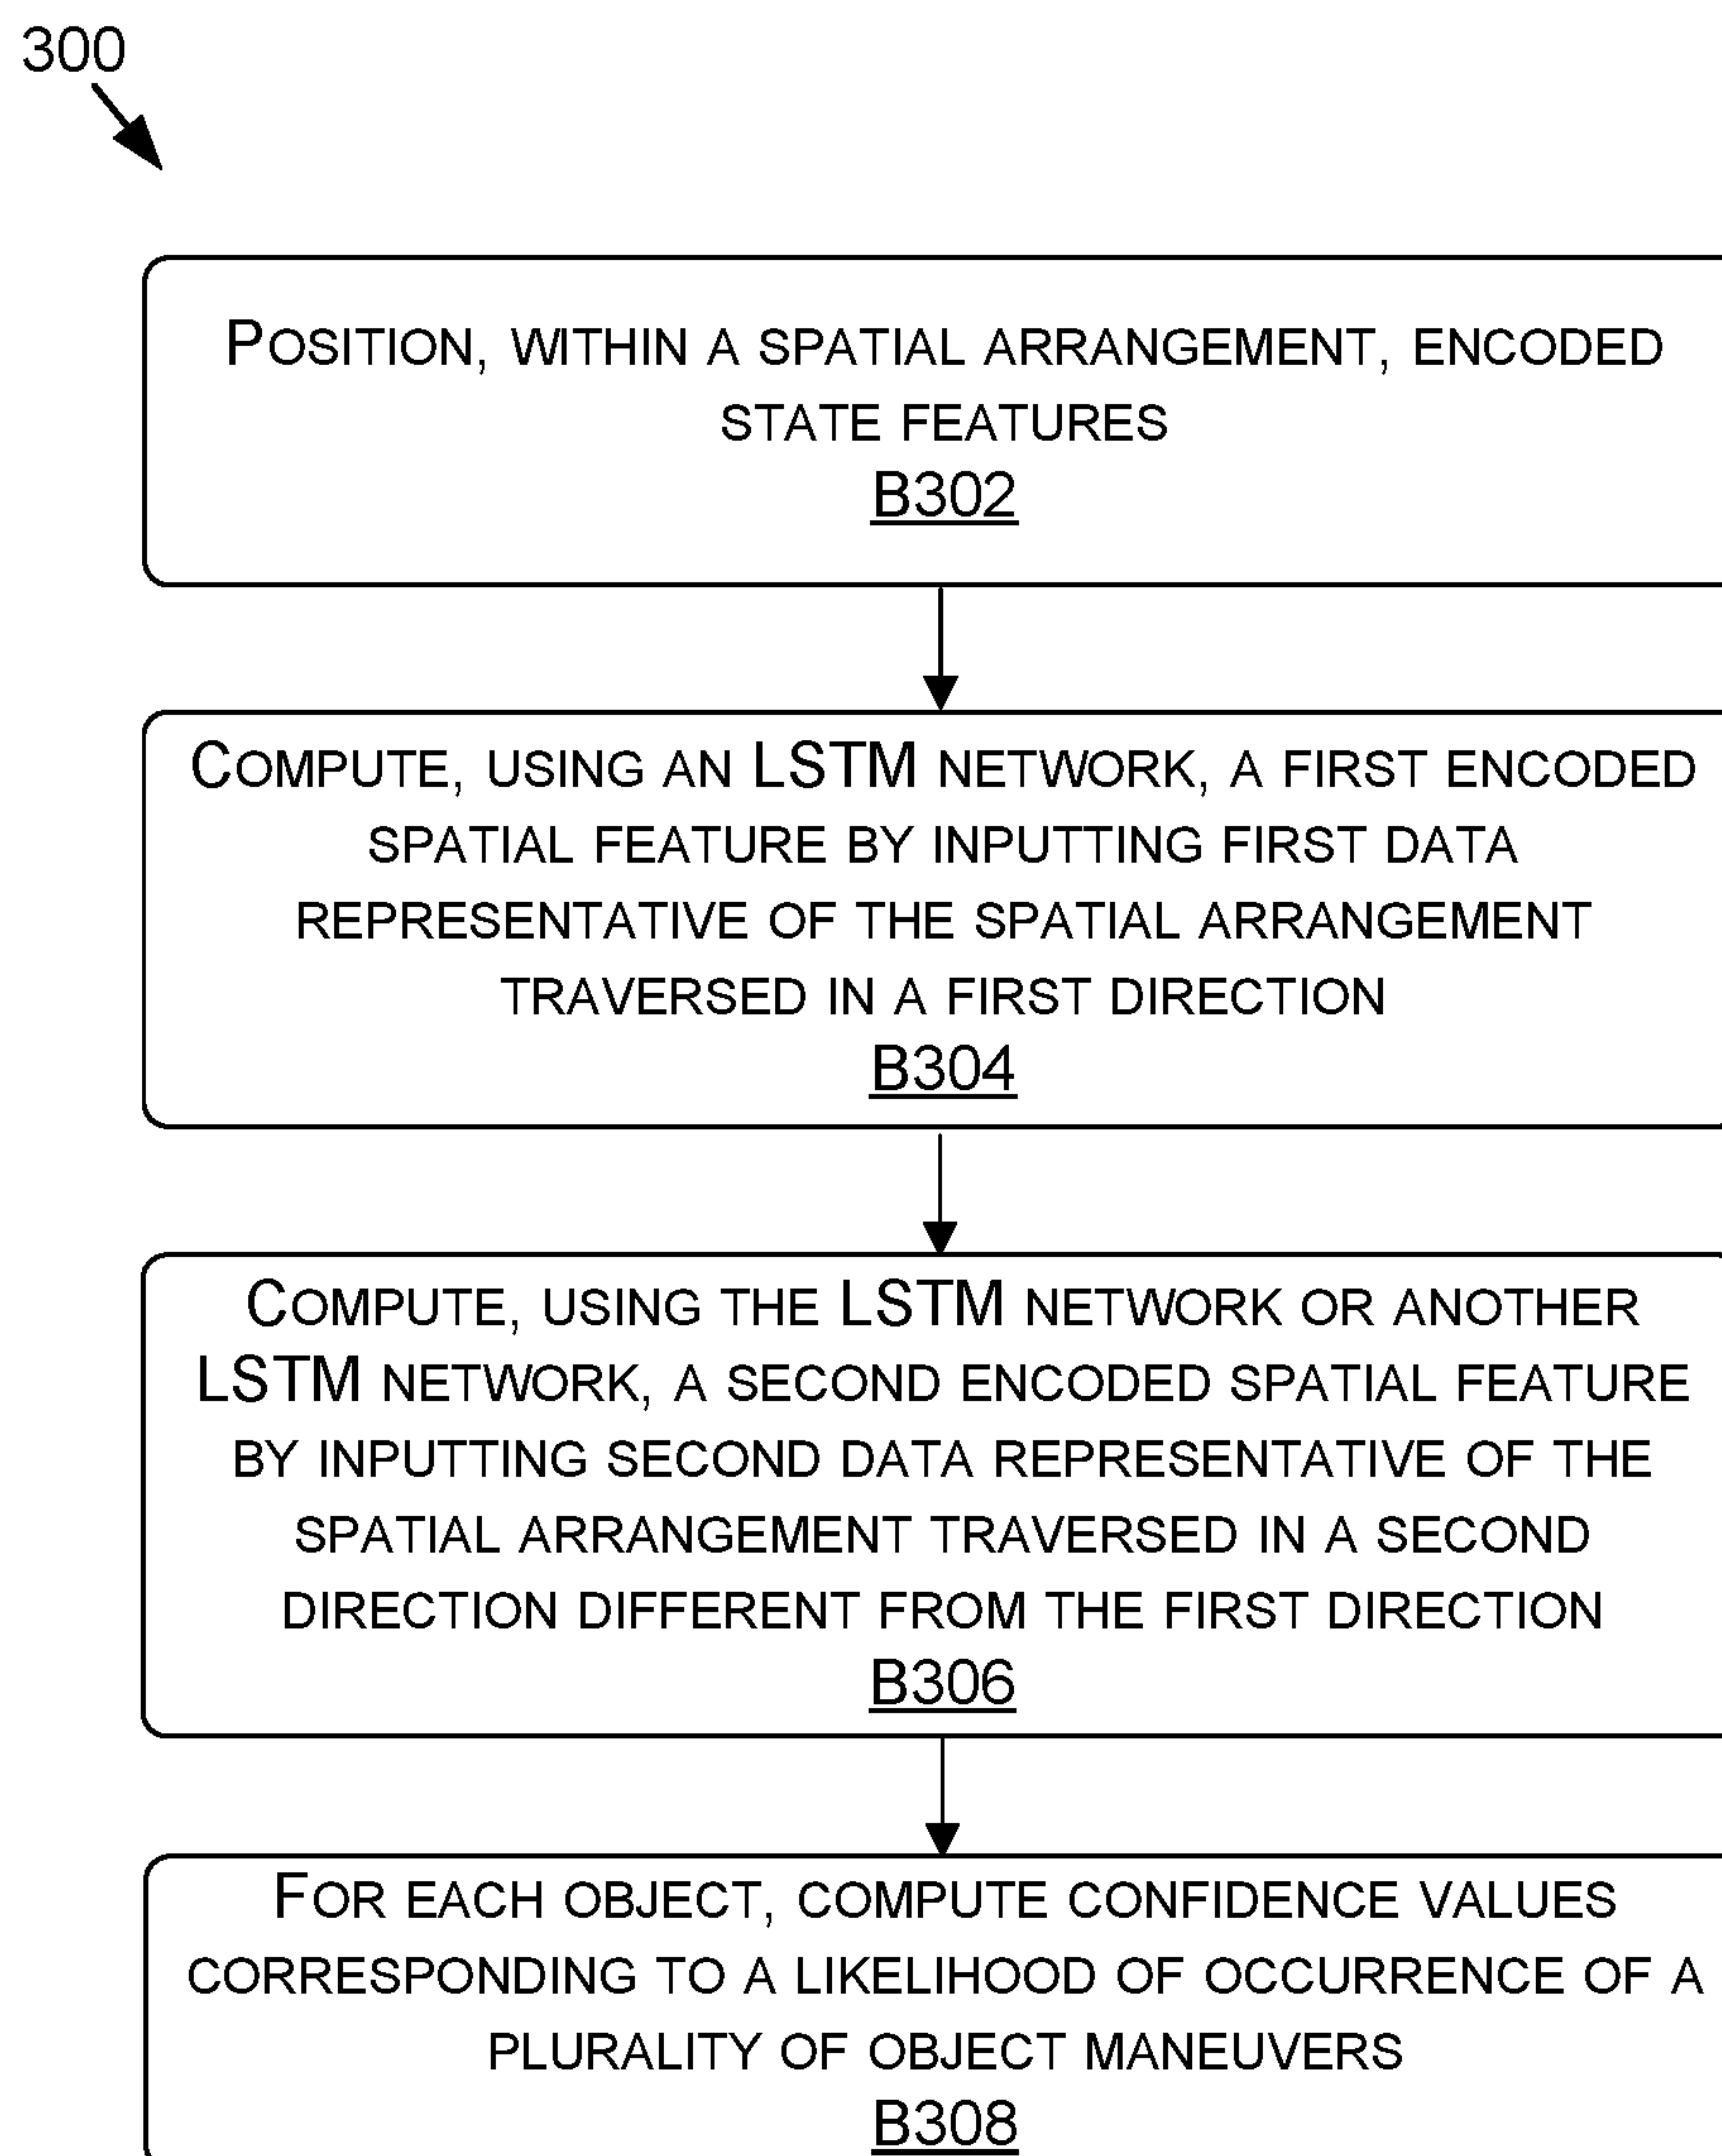 300
POSITION, WITHIN A SPATIAL ARRANGEMENT, ENCODED
STATE FEATURES
B302
COMPUTE, USING AN LSTM NETWORK, A FIRST ENCODED
SPATIAL FEATURE BY INPUTTING FIRST DATA
REPRESENTATIVE OF THE SPATIAL ARRANGEMENT
TRAVERSED IN A FIRST DIRECTION
B304
COMPUTE, USING THE LSTM NETWORK OR ANOTHER
LSTM NETWORK, A SECOND ENCODED SPATIAL FEATURE
BY INPUTTING SECOND DATA REPRESENTATIVE OF THE
SPATIAL ARRANGEMENT TRAVERSED IN A SECOND
DIRECTION DIFFERENT FROM THE FIRST DIRECTION
B306
FOR EACH OBJECT, COMPUTE CONFIDENCE VALUES
CORRESPONDING TO A LIKELIHOOD OF OCCURRENCE OF A
PLURALITY OF OBJECT MANEUVERS
B308